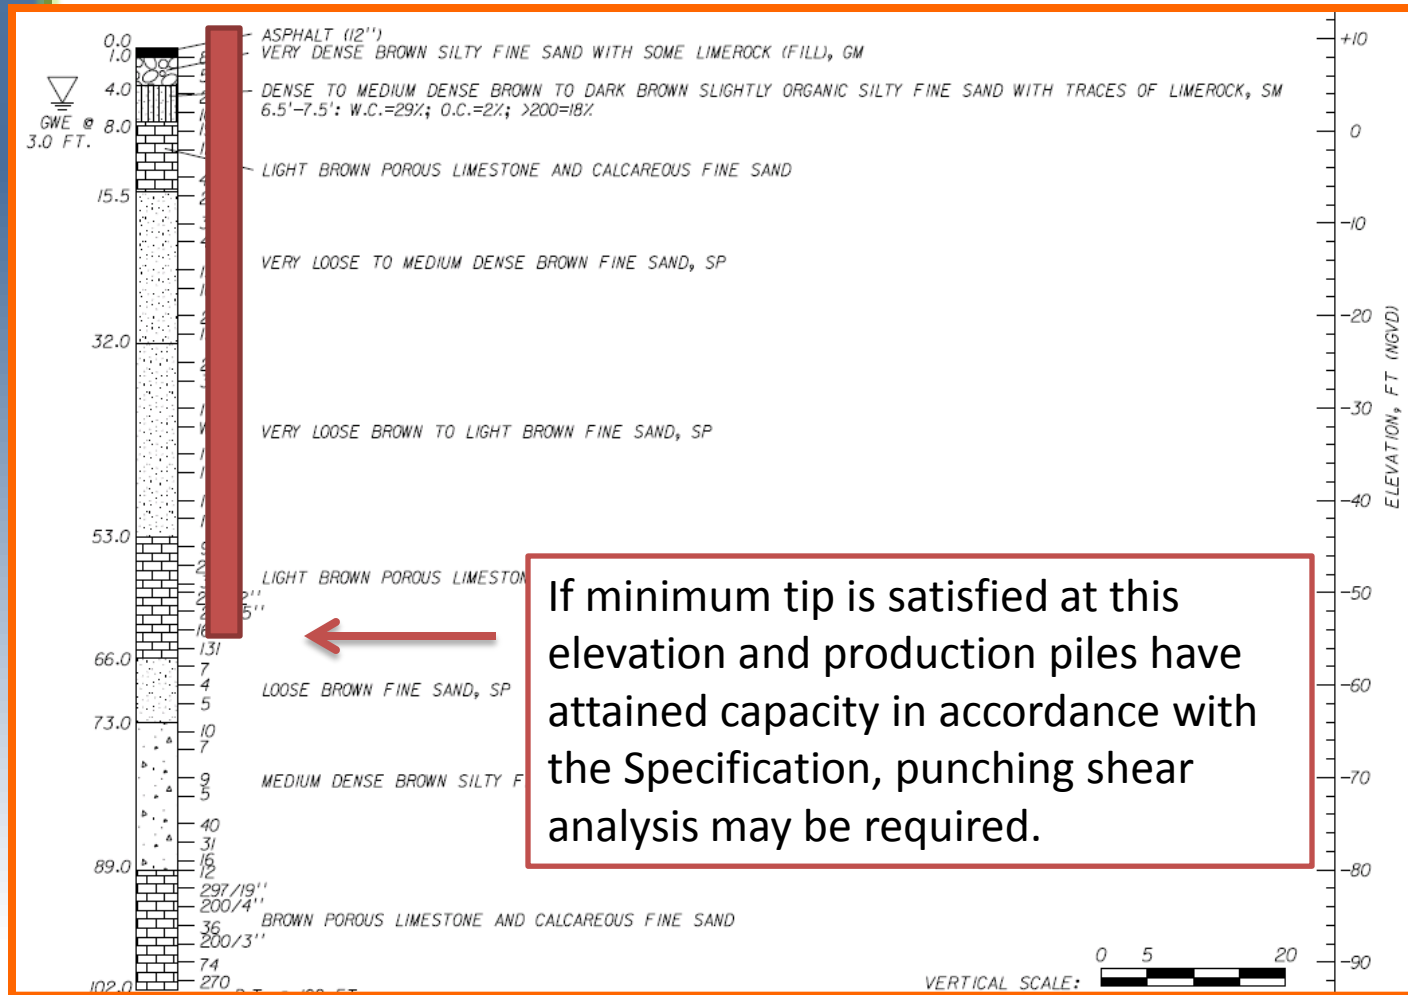 ASPHALT (12'')
0.0
+10
1.0
VERY DENSE BROWN SILTY FINE SAND WITH SOME LIMEROCK (FILL), GM
4.0
DENSE TO MEDIUM DENSE BROWN TO DARK BROWN SLIGHTLY ORGANIC SILTY FINE SAND WITH TRACES OF LIMEROCK, SM
6.5'-7.5': W.C.=29%; O.C.=2%; >200=18%
GWE @
3.0 FT.
8.0
0
LIGHT BROWN POROUS LIMESTONE AND CALCAREOUS FINE SAND
15.5
-10
VERY LOOSE TO MEDIUM DENSE BROWN FINE SAND, SP
-20
ELEVATION, FT (NGVD)
32.0
-30
VERY LOOSE BROWN TO LIGHT BROWN FINE SAND, SP
-40
53.0
LIGHT BROWN POROUS
-50
If minimum tip is satisfied at this
elevation and production piles have
attained capacity in accordance with
the Specification, punching shear
analysis may be required.
131
66.0
7
4
LOOSE BROWN FINE SAND, SP
-60
5
73.0
10
7
9
MEDIUM DENSE BROWN SILTY
-70
5
40
31
16
89.0
12
-80
297/19''
200/4''
36
BROWN POROUS LIMESTONE AND CALCAREOUS FINE SAND
200/3''
74
270
102.0
-90
VERTICAL SCALE:
0 5 20